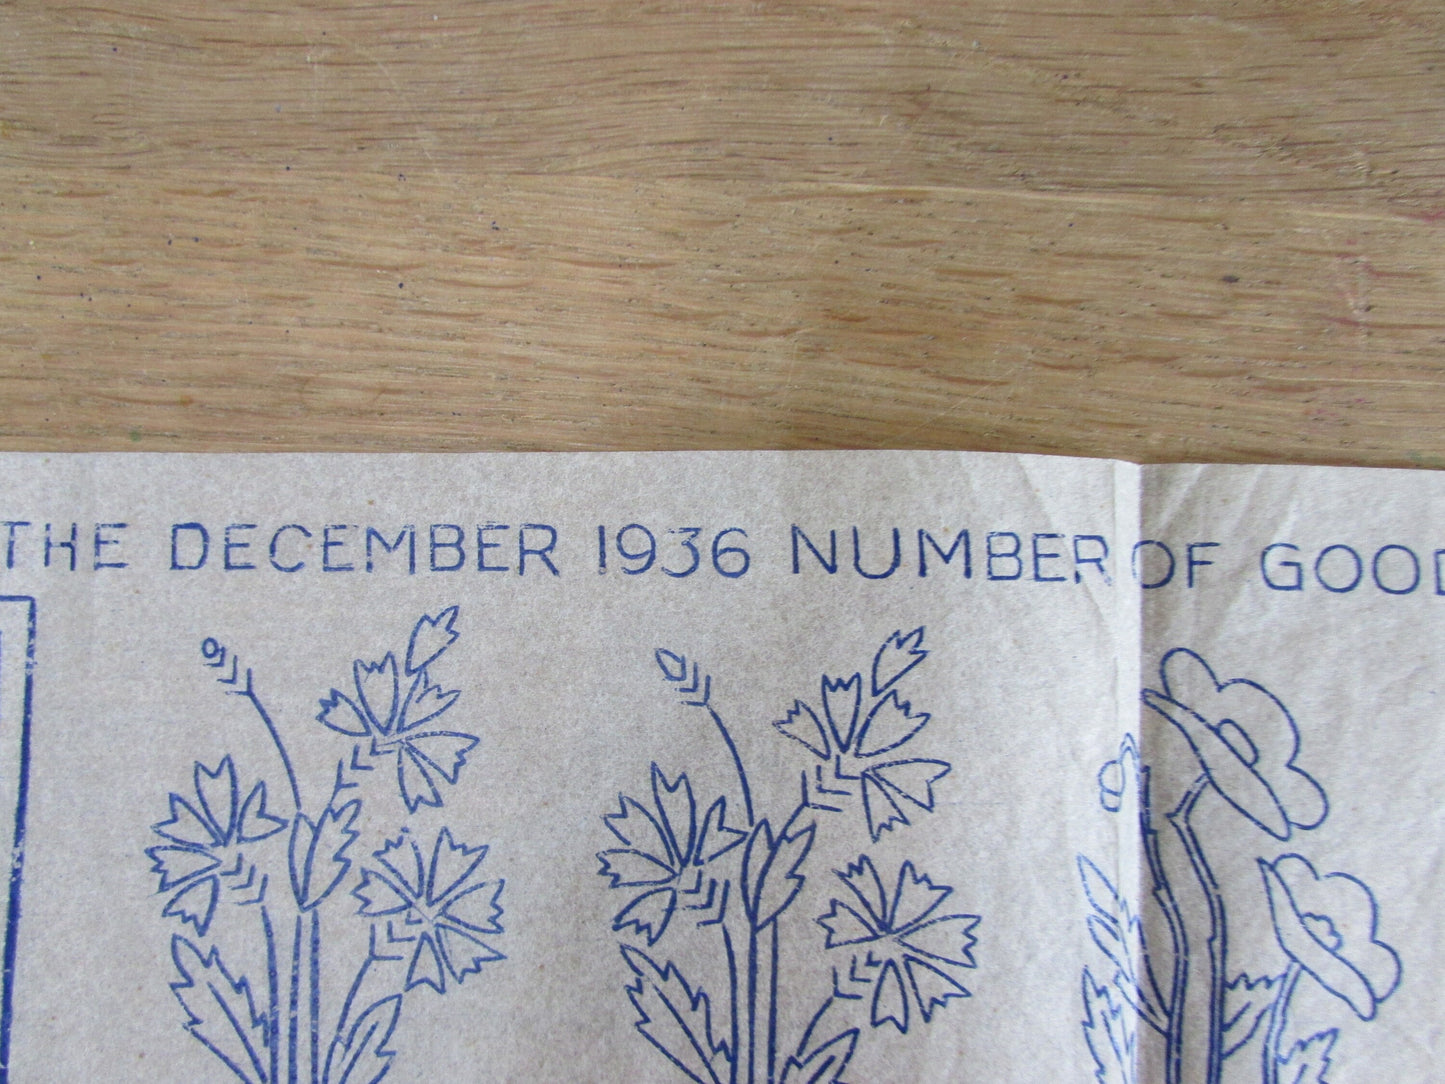 THE DECEMBER 1936 NUMBER OF GOOD